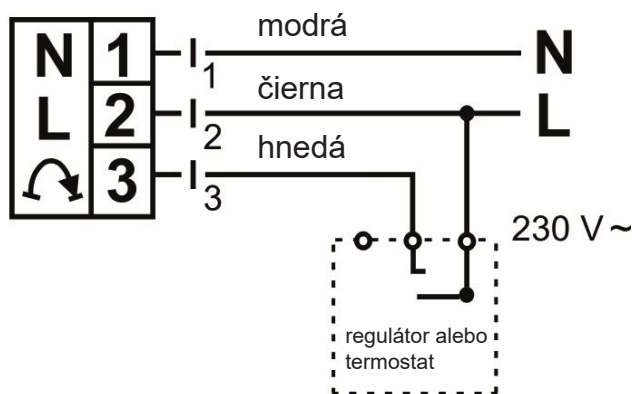 N 1 1 modrá N
L 2 2 čierna L
3 3 hnedá
230 V~
regulátor alebo
termostat